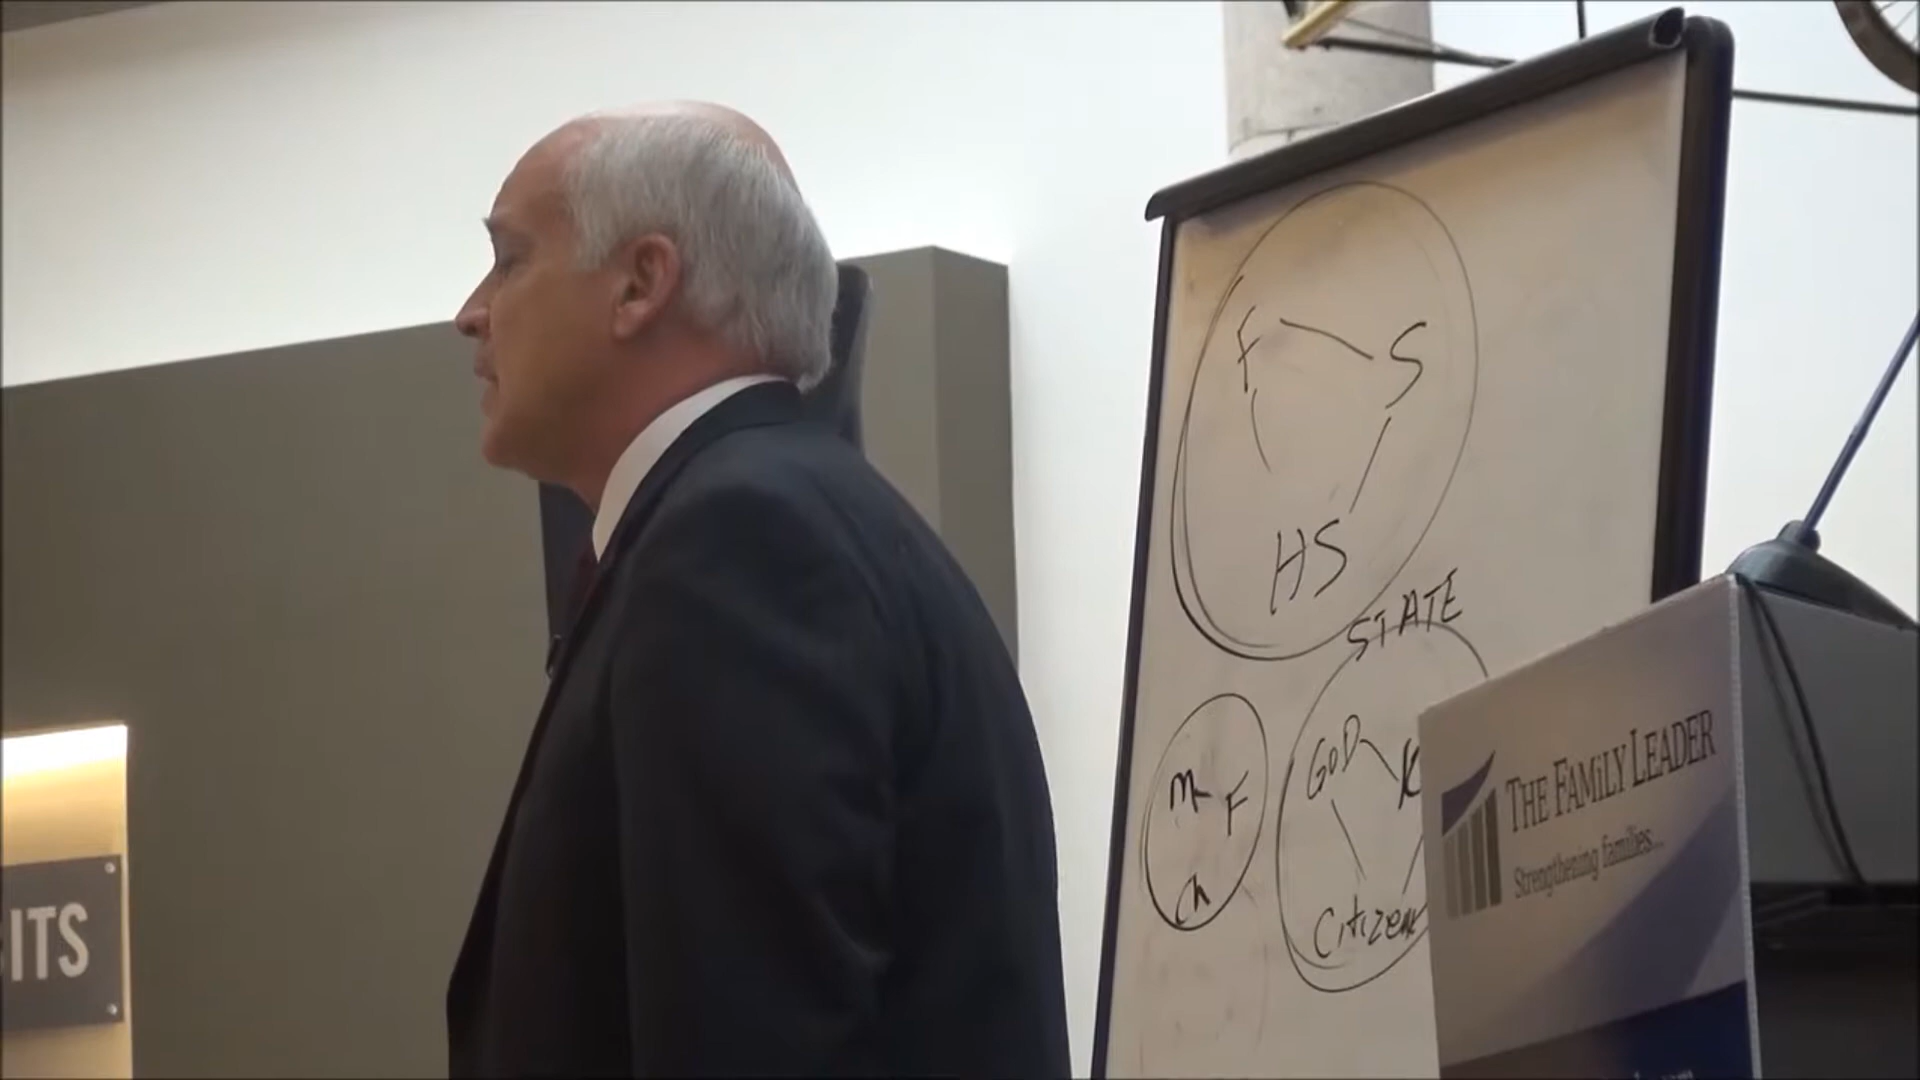 F S
HS
STATE
GOD K
M F
Ch
Citizen
THE FAMiLY LEADER
Strengthening families...
ITS